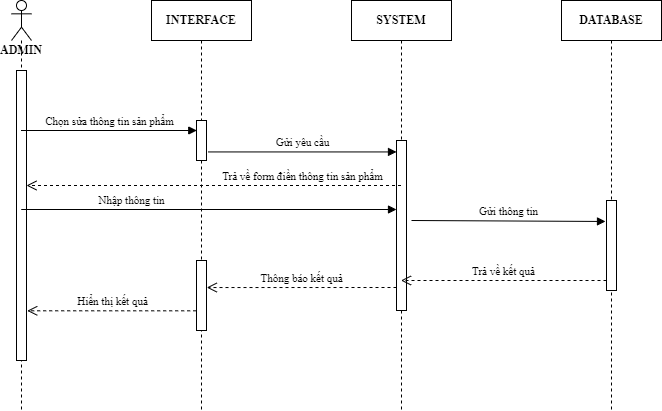 INTERFACE
SYSTEM
DATABASE
ADMIN
Chọn sửa thông tin sản phẩm
Gửi yêu cầu
Trả về form điền thông tin sản phẩm
Nhập thông tin
Gửi thông tin
Trả về kết quả
Thông báo kết quả
Hiển thị kết quả